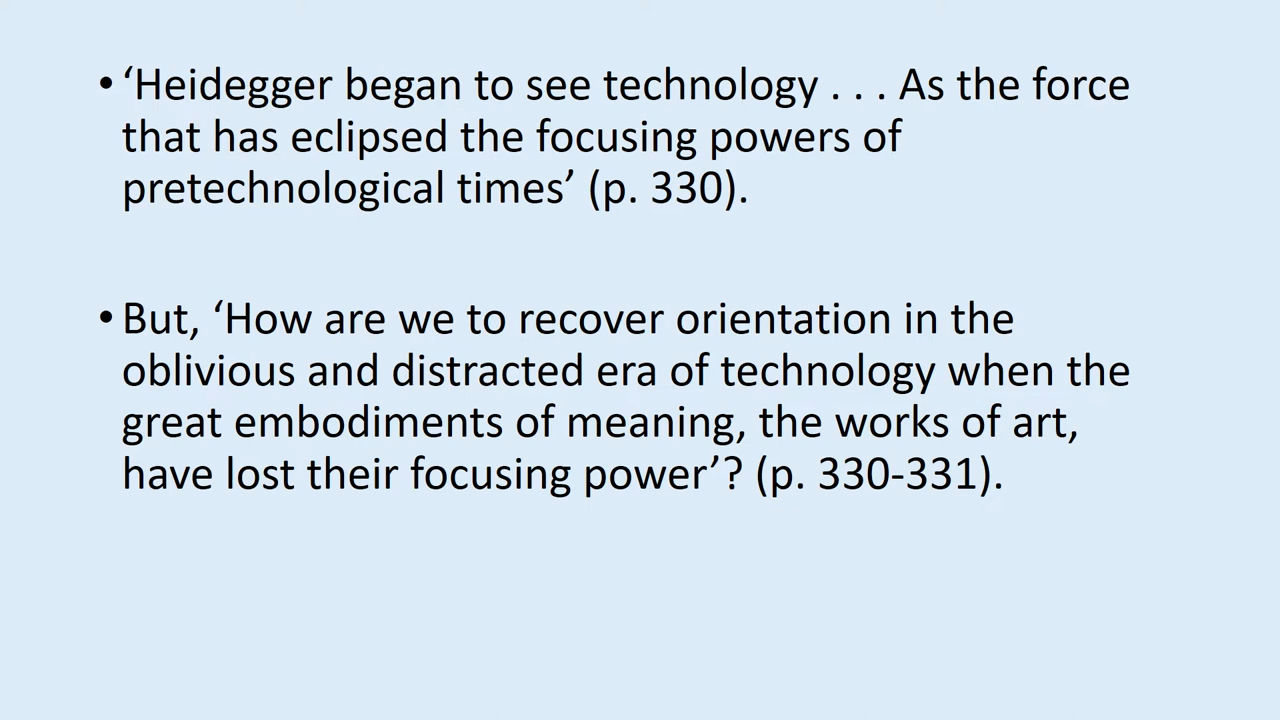 • ‘Heidegger began to see technology . . . As the force
that has eclipsed the focusing powers of
pretechnological times’ (p. 330).
• But, ‘How are we to recover orientation in the
oblivious and distracted era of technology when the
great embodiments of meaning, the works of art,
have lost their focusing power’? (p. 330-331).